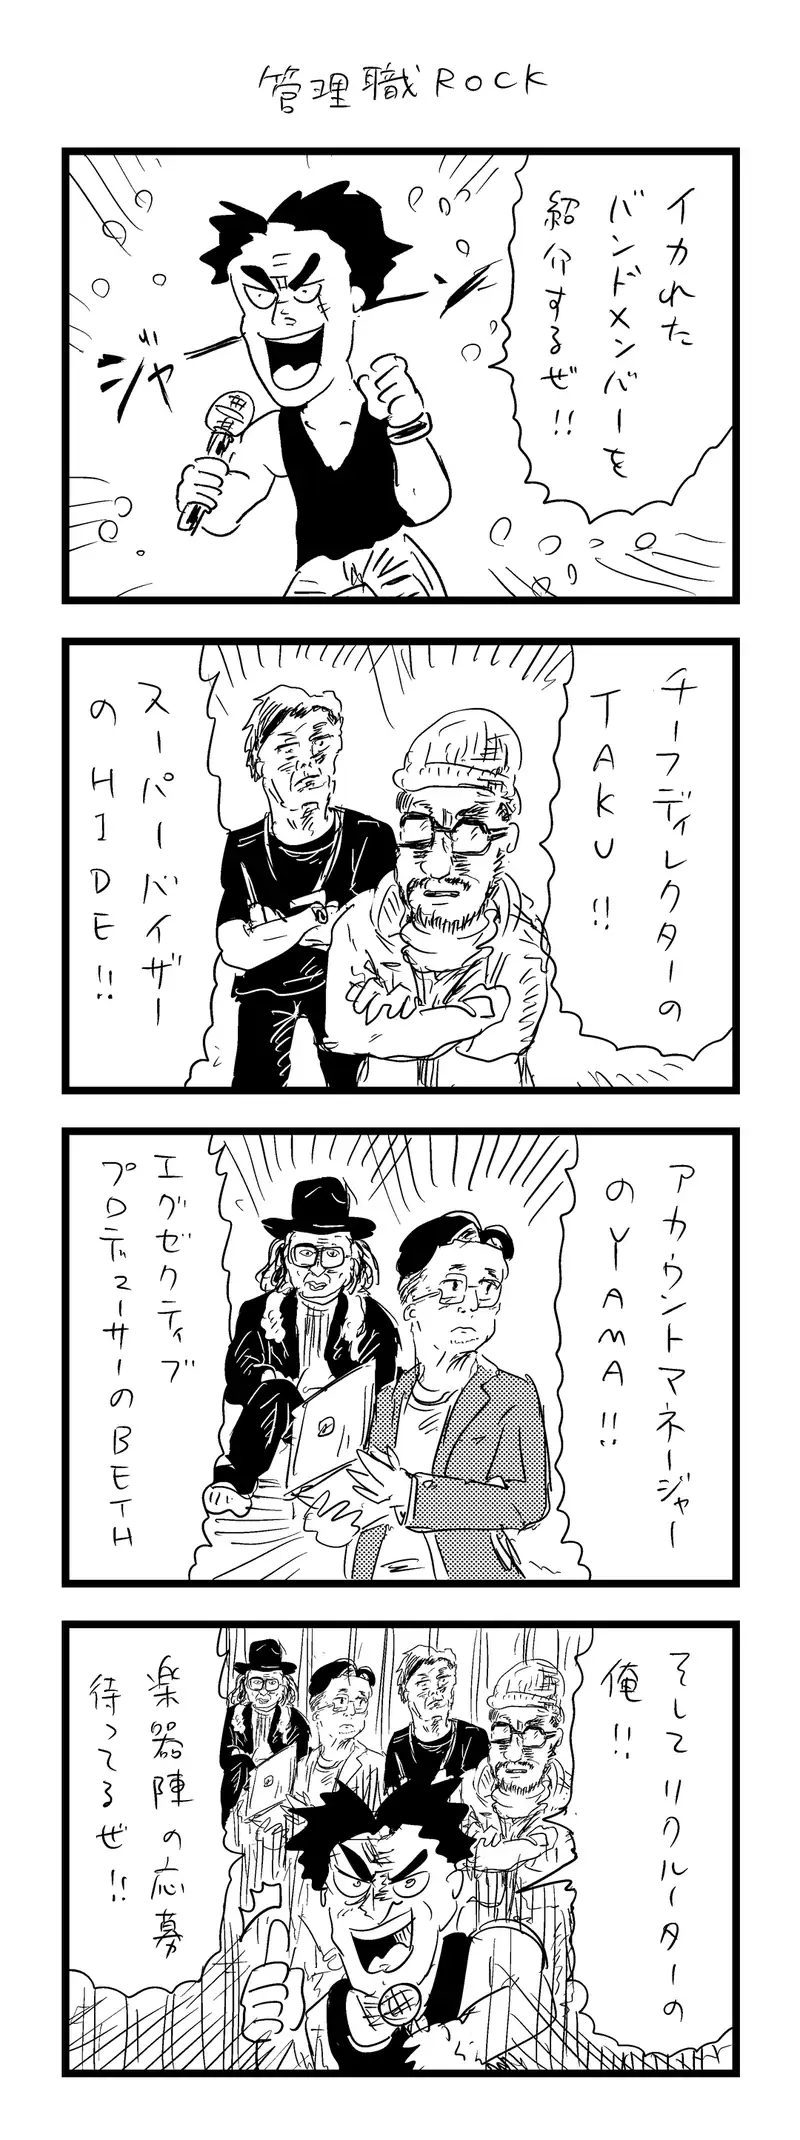 管理職ROCK
イカれた
バンドメンバーを
紹介するぜ!!
ジャーン
チーフディレクターの
TAKU!!
スーパーバイザー
のHIDE!!
アカウントマネージャー
のYAMA!!
エグゼクティブ
プロデューサーのBETH
そしてリクルーターの
俺!!
楽器陣の応募
待ってるぜ!!